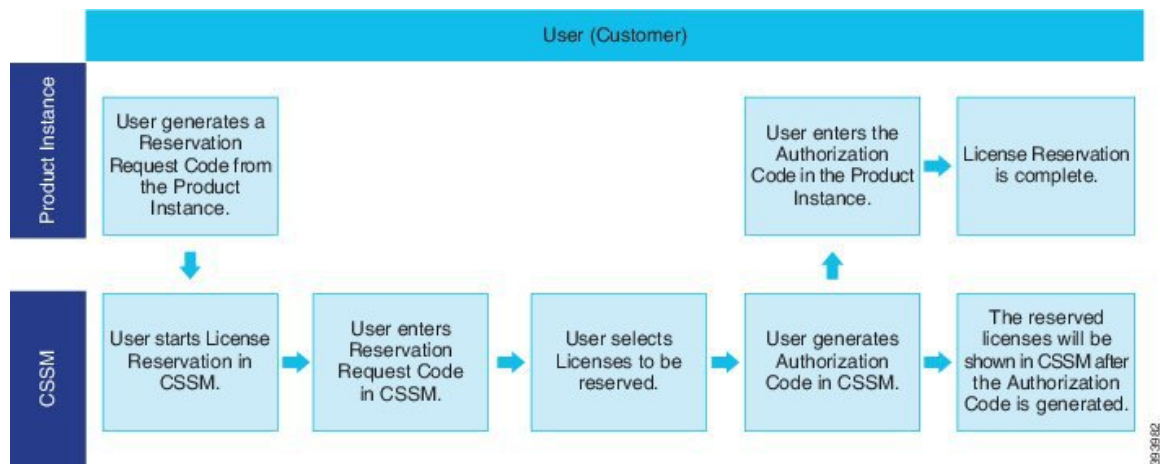 User (Customer)
Product Instance
User generates a
Reservation
Request Code from
the Product
Instance.
User enters the
Authorization
Code in the Product
Instance.
License Reservation
is complete.
CSSM
User starts License
Reservation in
CSSM.
User enters
Reservation
Request Code
in CSSM.
User selects
Licenses to be
reserved.
User generates
Authorization
Code in CSSM.
The reserved
licenses will be
shown in CSSM after
the Authorization
Code is generated.
393982